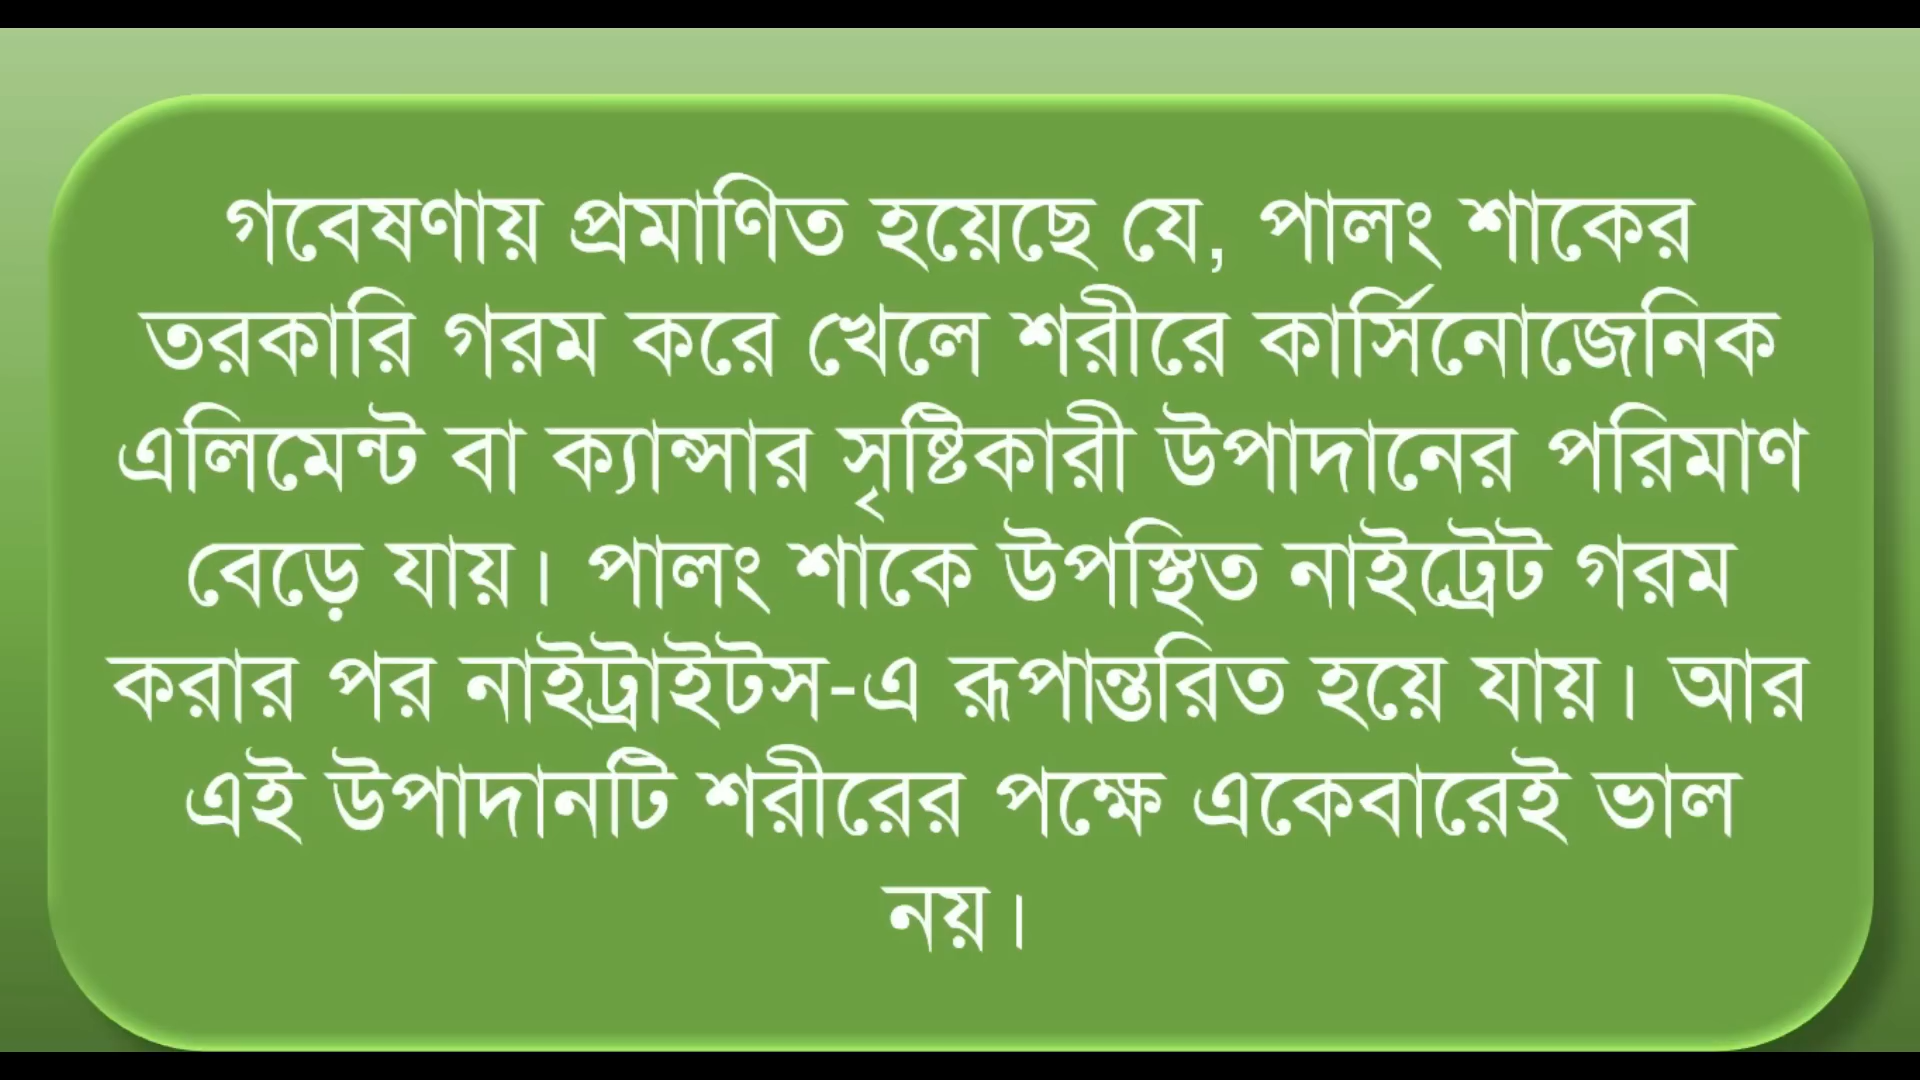 গবেষণায় প্রমাণিত হয়েছে যে, পালং শাকের
তরকারি গরম করে খেলে শরীরে কার্সিনোজেনিক
এলিমেন্ট বা ক্যান্সার সৃষ্টিকারী উপাদানের পরিমাণ
বেড়ে যায়। পালং শাকে উপস্থিত নাইট্রেট গরম
করার পর নাইট্রাইটস-এ রূপান্তরিত হয়ে যায়। আর
এই উপাদানটি শরীরের পক্ষে একেবারেই ভাল
নয়।